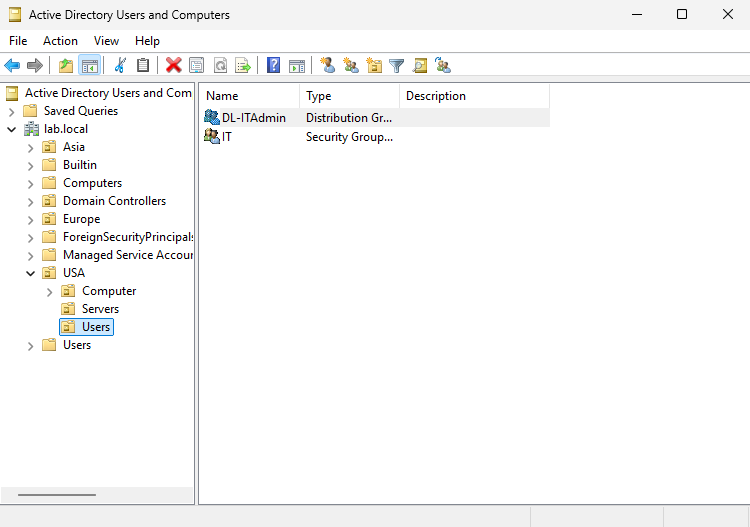 Active Directory Users and Computers
File Action View Help
Active Directory Users and Com
Saved Queries
lab.local
Asia
Builtin
Computers
Domain Controllers
Europe
ForeignSecurityPrincipals
Managed Service Accour
USA
Computer
Servers
Users
Users
Name Type Description
DL-ITAdmin Distribution Gr...
IT Security Group...